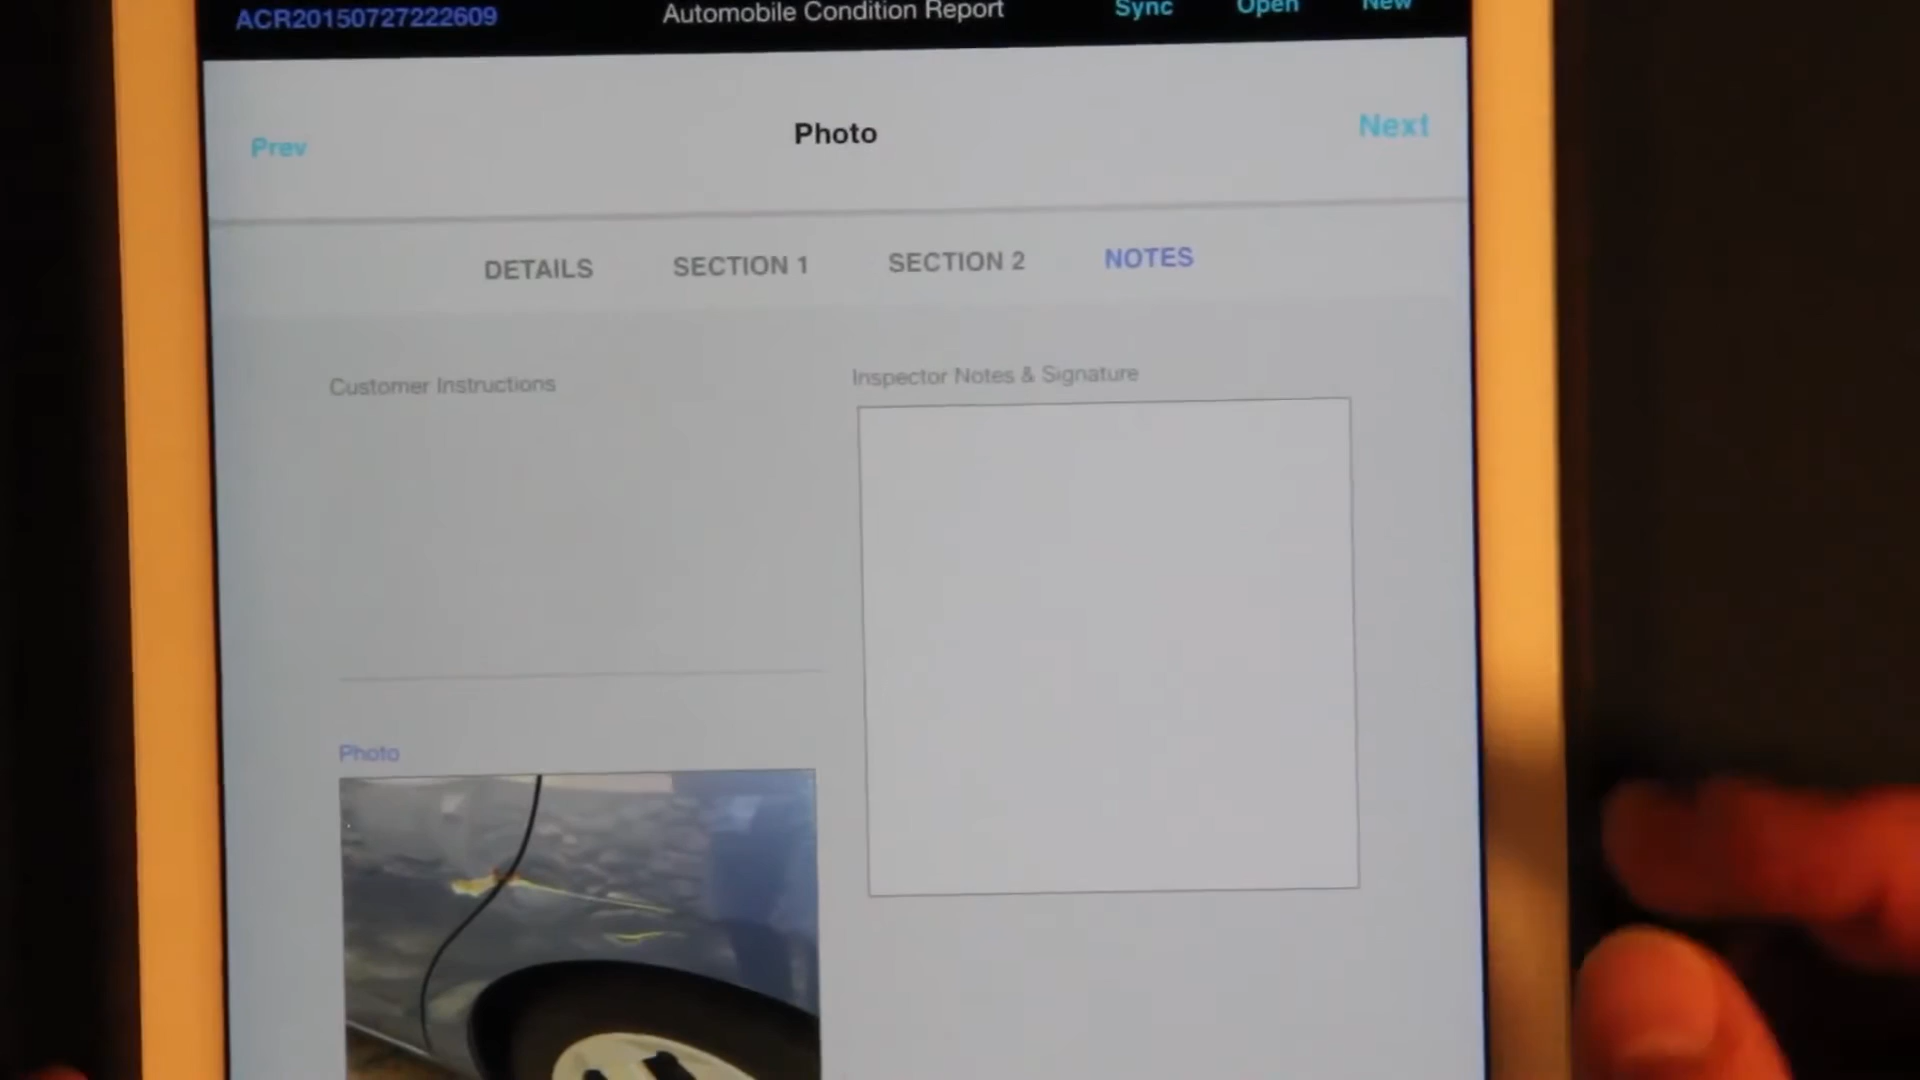 ACR20150727222609 Automobile Condition Report Sync Open New
Prev Photo Next
DETAILS SECTION 1 SECTION 2 NOTES
Customer Instructions
Inspector Notes & Signature
Photo